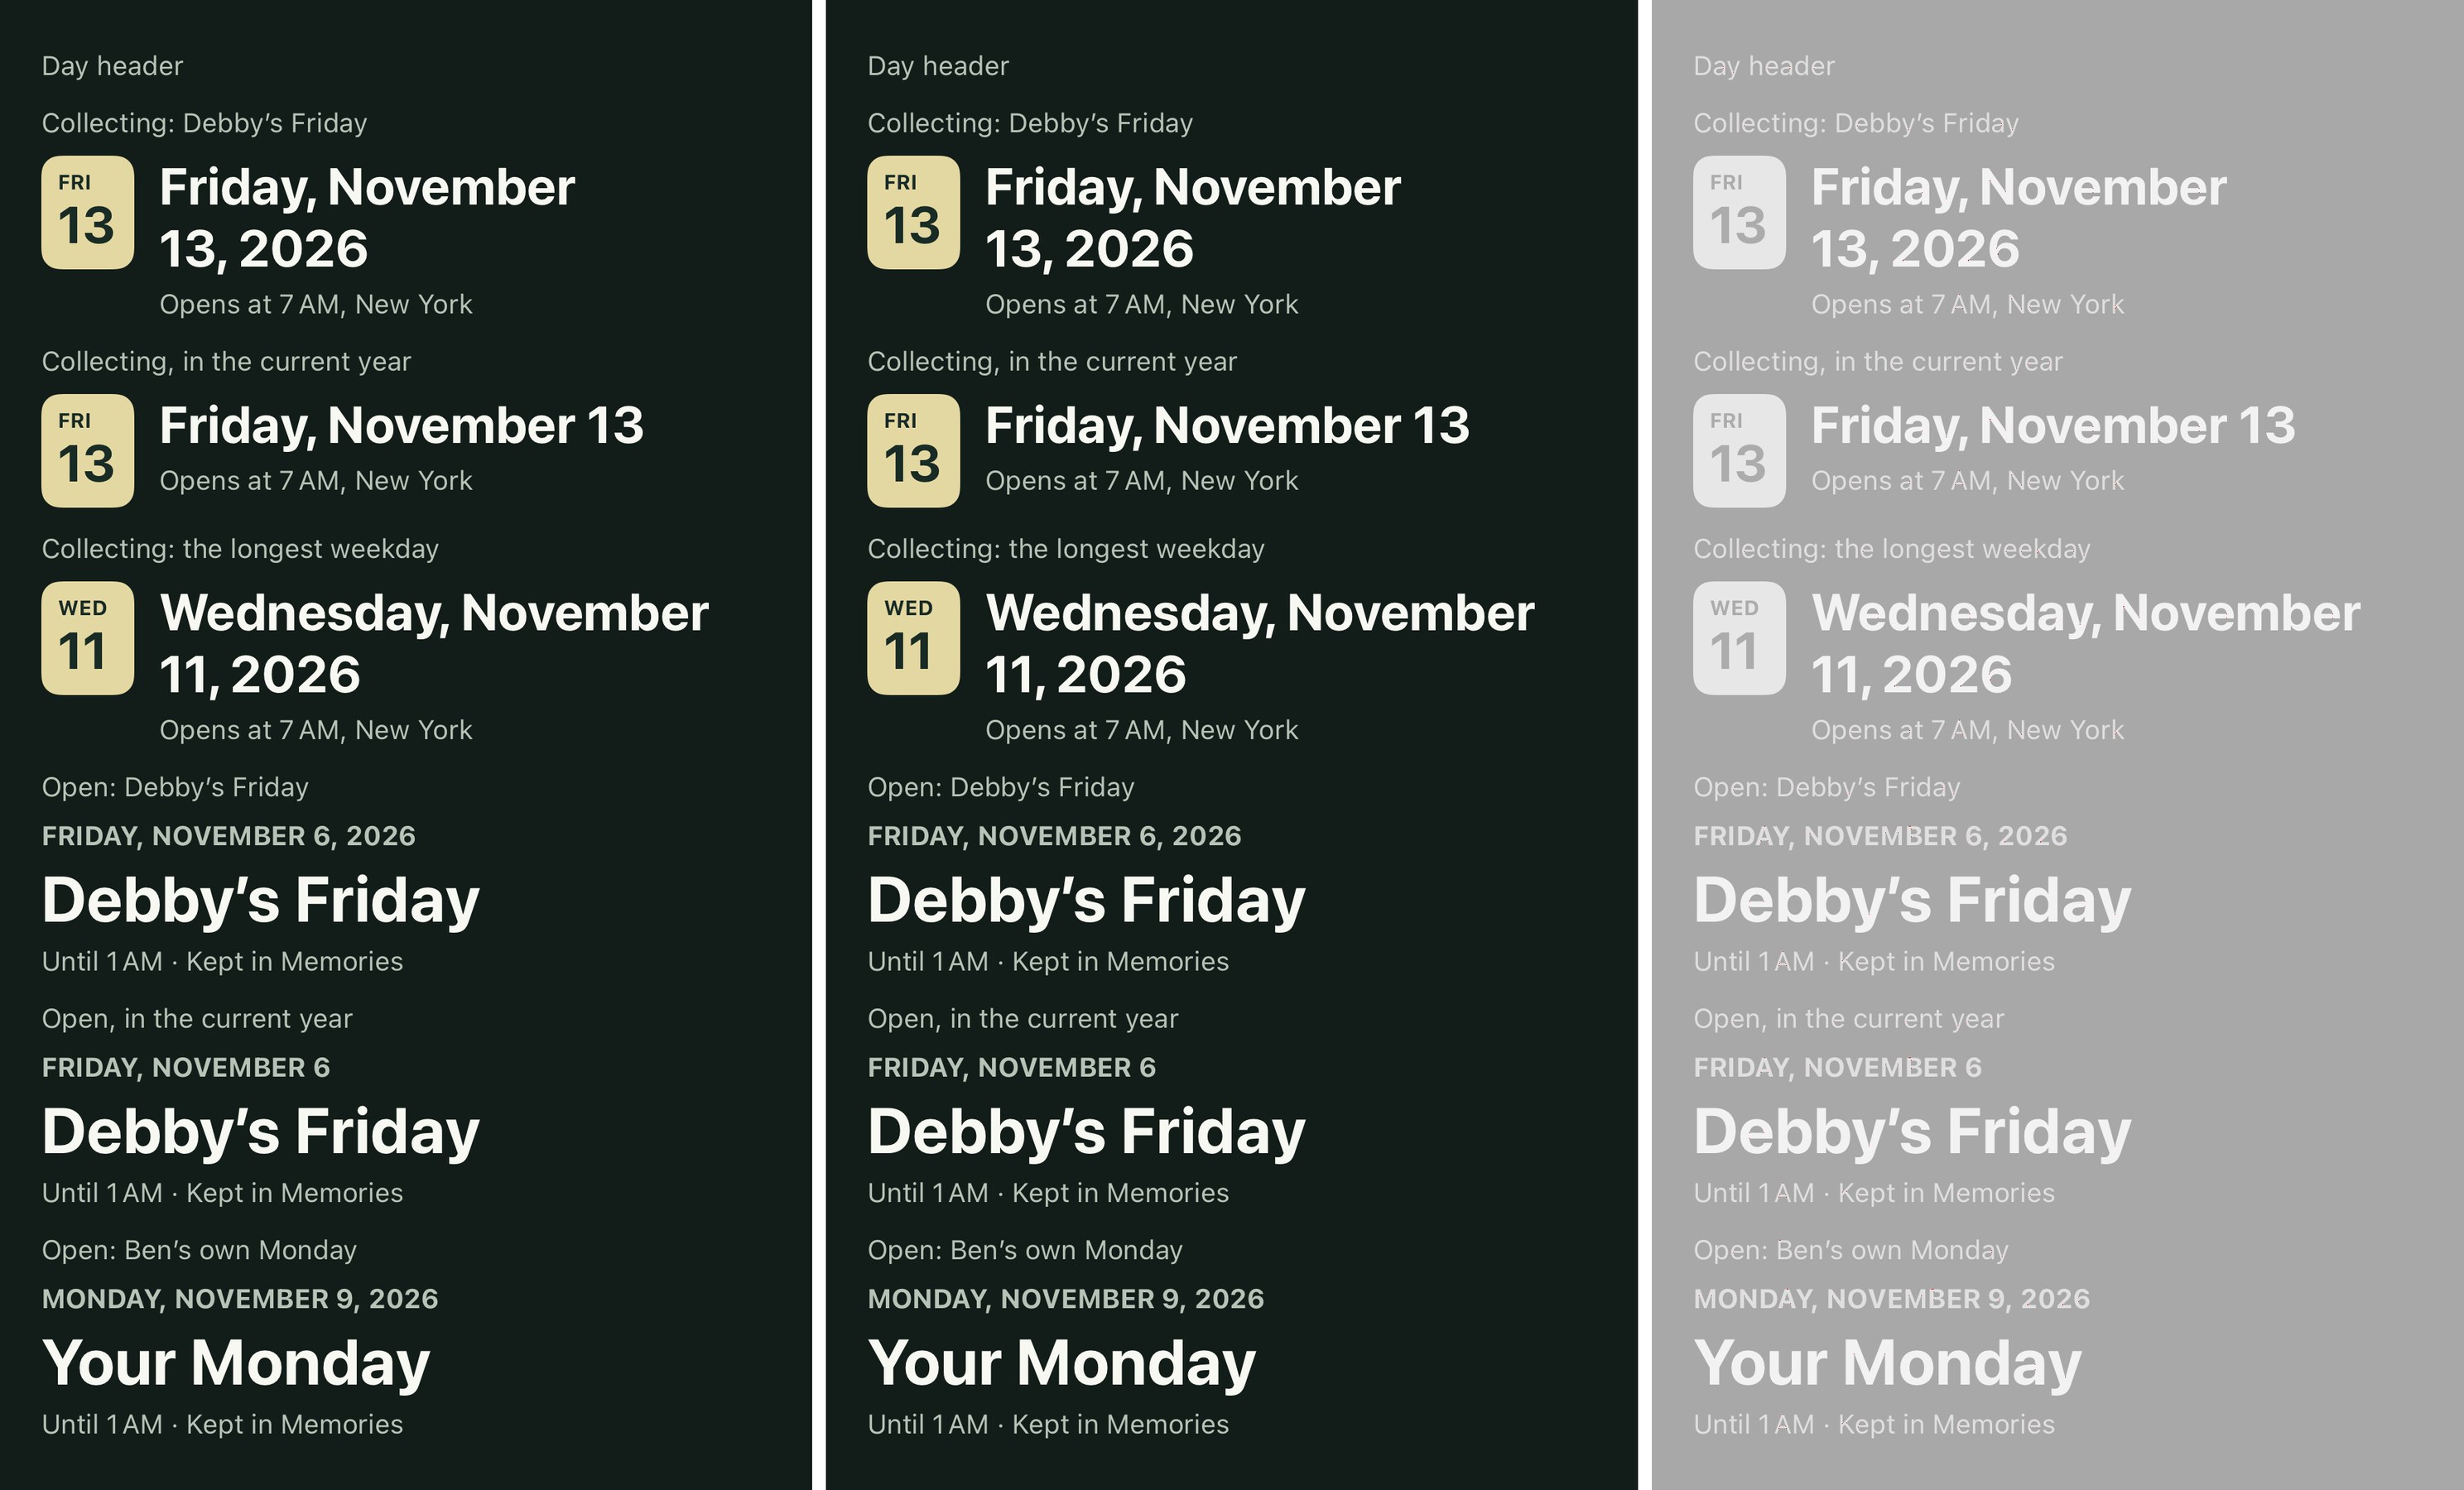 Day header
Collecting: Debby’s Friday
FRI
13
Friday, November
13, 2026
Opens at 7 AM, New York
Collecting, in the current year
FRI
13
Friday, November 13
Opens at 7 AM, New York
Collecting: the longest weekday
WED
11
Wednesday, November
11, 2026
Opens at 7 AM, New York
Open: Debby’s Friday
FRIDAY, NOVEMBER 6, 2026
Debby’s Friday
Until 1 AM · Kept in Memories
Open, in the current year
FRIDAY, NOVEMBER 6
Debby’s Friday
Until 1 AM · Kept in Memories
Open: Ben’s own Monday
MONDAY, NOVEMBER 9, 2026
Your Monday
Until 1 AM · Kept in Memories
Day header
Collecting: Debby’s Friday
FRI
13
Friday, November
13, 2026
Opens at 7 AM, New York
Collecting, in the current year
FRI
13
Friday, November 13
Opens at 7 AM, New York
Collecting: the longest weekday
WED
11
Wednesday, November
11, 2026
Opens at 7 AM, New York
Open: Debby’s Friday
FRIDAY, NOVEMBER 6, 2026
Debby’s Friday
Until 1 AM · Kept in Memories
Open, in the current year
FRIDAY, NOVEMBER 6
Debby’s Friday
Until 1 AM · Kept in Memories
Open: Ben’s own Monday
MONDAY, NOVEMBER 9, 2026
Your Monday
Until 1 AM · Kept in Memories
Day header
Collecting: Debby’s Friday
FRI
13
Friday, November
13, 2026
Opens at 7 AM, New York
Collecting, in the current year
FRI
13
Friday, November 13
Opens at 7 AM, New York
Collecting: the longest weekday
WED
11
Wednesday, November
11, 2026
Opens at 7 AM, New York
Open: Debby’s Friday
FRIDAY, NOVEMBER 6, 2026
Debby’s Friday
Until 1 AM · Kept in Memories
Open, in the current year
FRIDAY, NOVEMBER 6
Debby’s Friday
Until 1 AM · Kept in Memories
Open: Ben’s own Monday
MONDAY, NOVEMBER 9, 2026
Your Monday
Until 1 AM · Kept in Memories